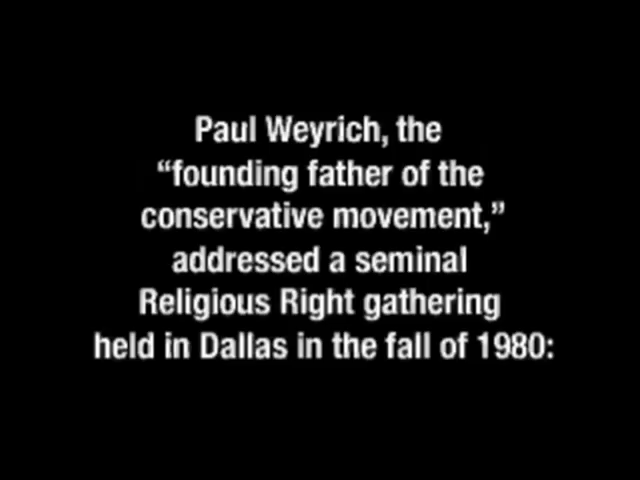 Paul Weyrich, the
“founding father of the
conservative movement,”
addressed a seminal
Religious Right gathering
held in Dallas in the fall of 1980: